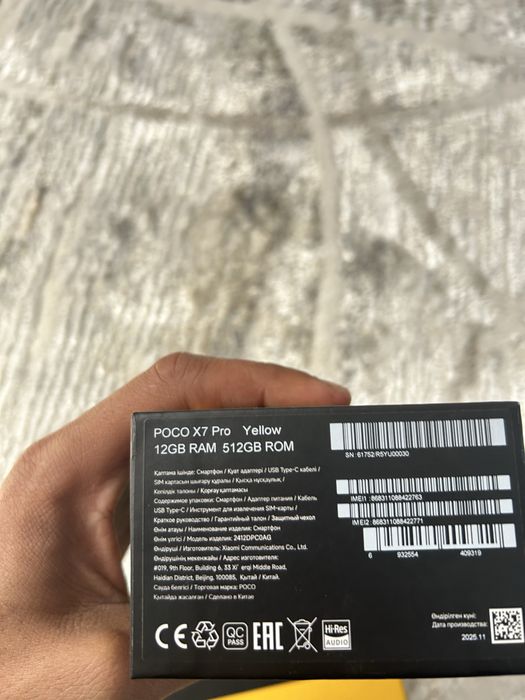 POCO X7 Pro Yellow
12GB RAM 512GB ROM
Қаптама ішінде: Смартфон / Қуат адаптері / USB Type-C кабелі /
SIM картасын шығару құралы / Қысқа нұсқаулық /
Кепілдік талоны / Қорғау қаптамасы
Содержимое упаковки: Смартфон / Адаптер питания / Кабель
USB Type-C / Инструмент для извлечения SIM-карты /
Краткое руководство / Гарантийный талон / Защитный чехол
Өнім атауы / Наименование изделия: Смартфон
Өнім үлгісі / Модель изделия: 2412DPC0AG
Өндіруші / Изготовитель: Xiaomi Communications Co., Ltd.
Өндірушінің мекенжайы / Адрес изготовителя:
#019, 9th Floor, Building 6, 33 Xi'erqi Middle Road,
Haidian District, Beijing, 100085, Қытай / Китай.
Сауда белгісі / Торговая марка: POCO
Қытайда жасалған / Сделано в Китае
SN: 61752/R5YU00030
IMEI1: 868311088422763
IMEI2: 868311088422771
6 932554 409319
CE
QC
PASS
EAC
Hi-Res
AUDIO
Өндірілген күні:
Дата производства:
2025.11